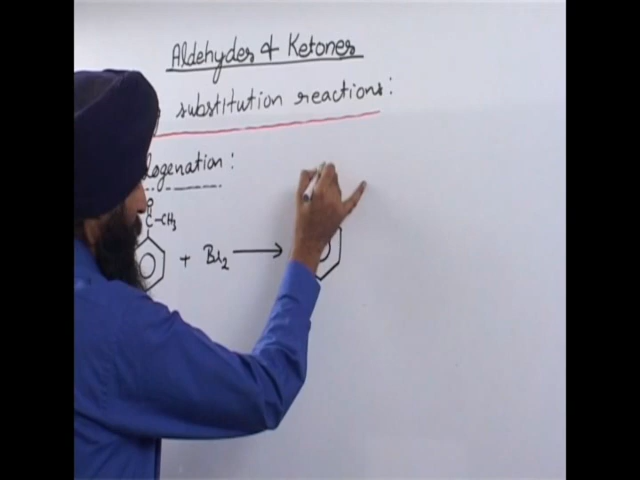 Aldehydes & Ketones
substitution reactions:
logenation:
O
C-CH3
+ Br2 →